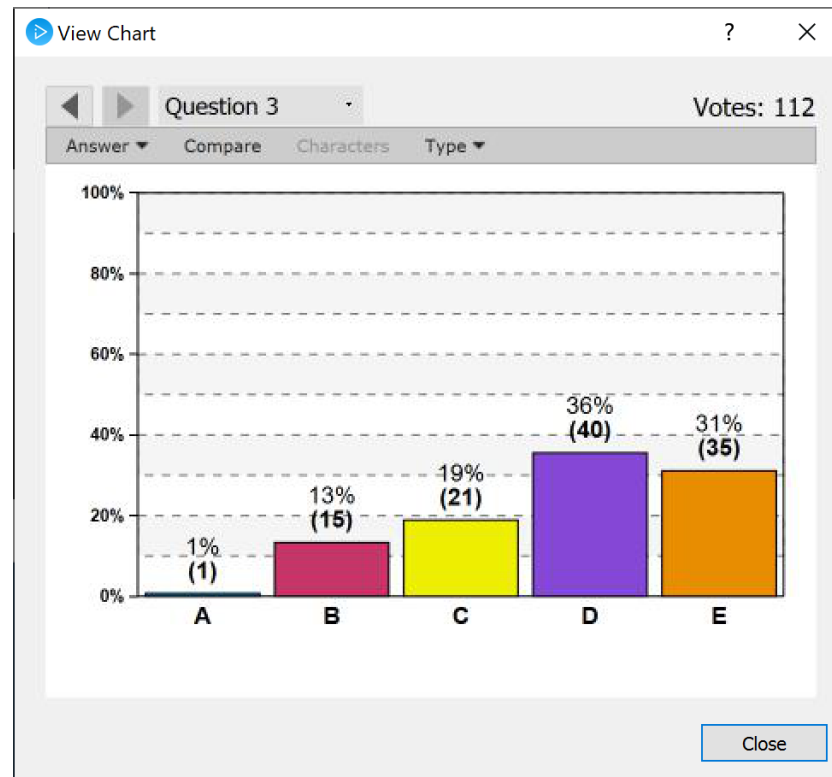 View Chart
?
Question 3
Votes: 112
Answer
Compare
Characters
Type
100%
80%
60%
40%
20%
0%
1%
(1)
13%
(15)
19%
(21)
36%
(40)
31%
(35)
A
B
C
D
E
Close